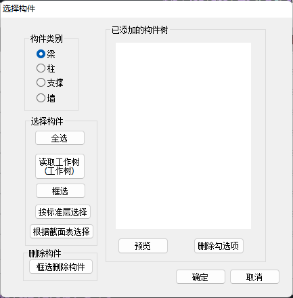 选择构件
构件类别
梁
柱
支撑
墙
选择构件
全选
读取工作树
(工作树)
框选
按标准层选择
根据截面表选择
删除构件
框选删除构件
已添加的构件树
预览
删除勾选项
确定
取消